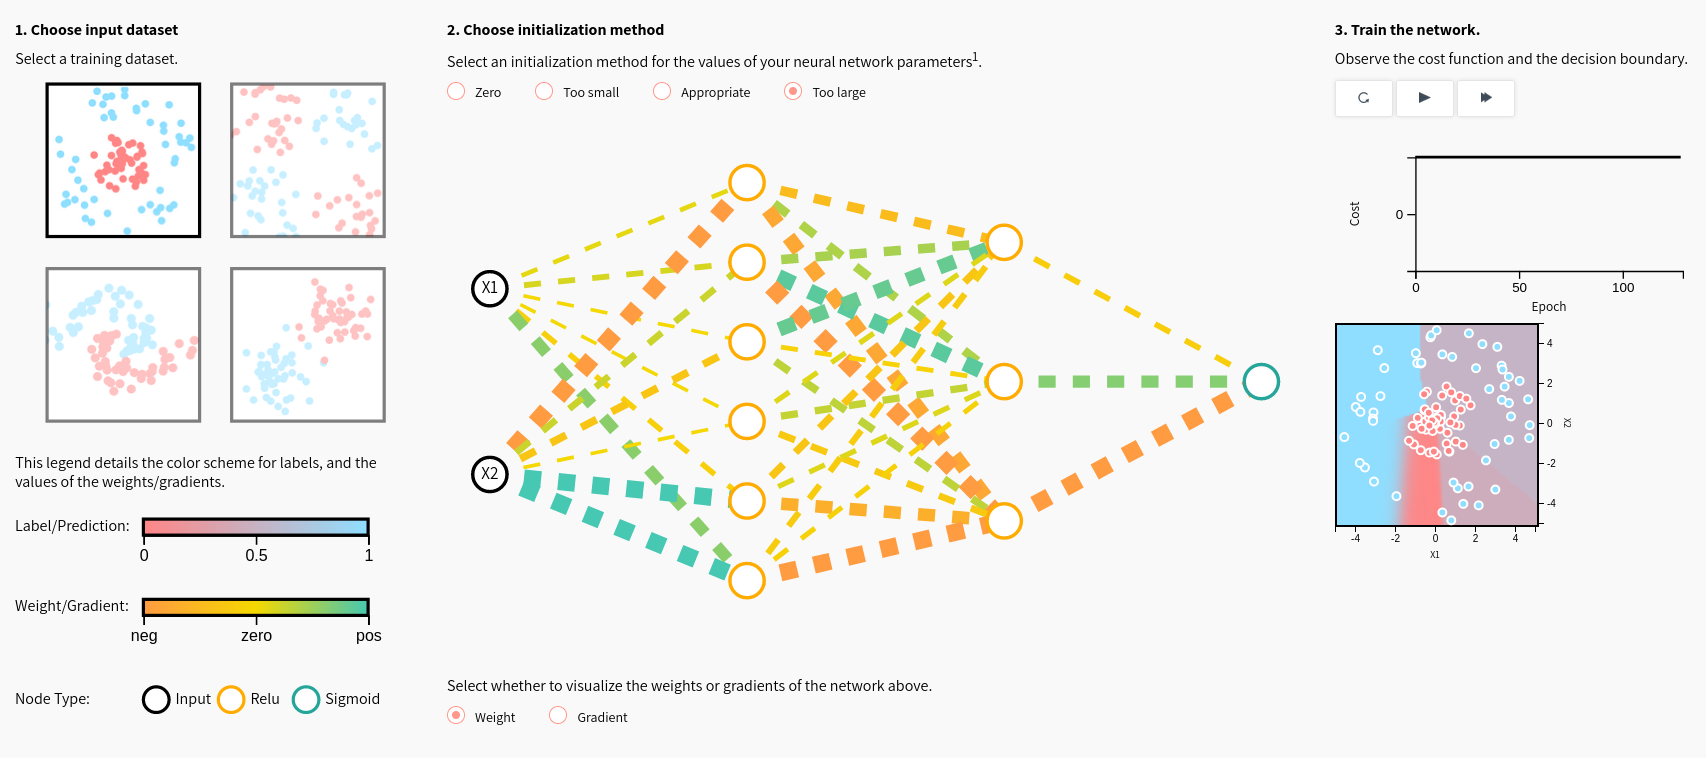 1. Choose input dataset
Select a training dataset.
This legend details the color scheme for labels, and the
values of the weights/gradients.
Label/Prediction:
0 0.5 1
Weight/Gradient:
neg zero pos
Node Type: Input Relu Sigmoid
2. Choose initialization method
Select an initialization method for the values of your neural network parameters1.
Zero Too small Appropriate Too large
X1
X2
Select whether to visualize the weights or gradients of the network above.
Weight Gradient
3. Train the network.
Observe the cost function and the decision boundary.
Cost
0
0 50 100
Epoch
4
2
0
-2
-4
X2
-4 -2 0 2 4
X1